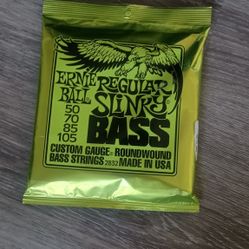 ERNIE BALL
REGULAR SLINKY
BASS
50
70
85
105
CUSTOM GAUGE ROUNDWOUND
BASS STRINGS 2832 MADE IN USA